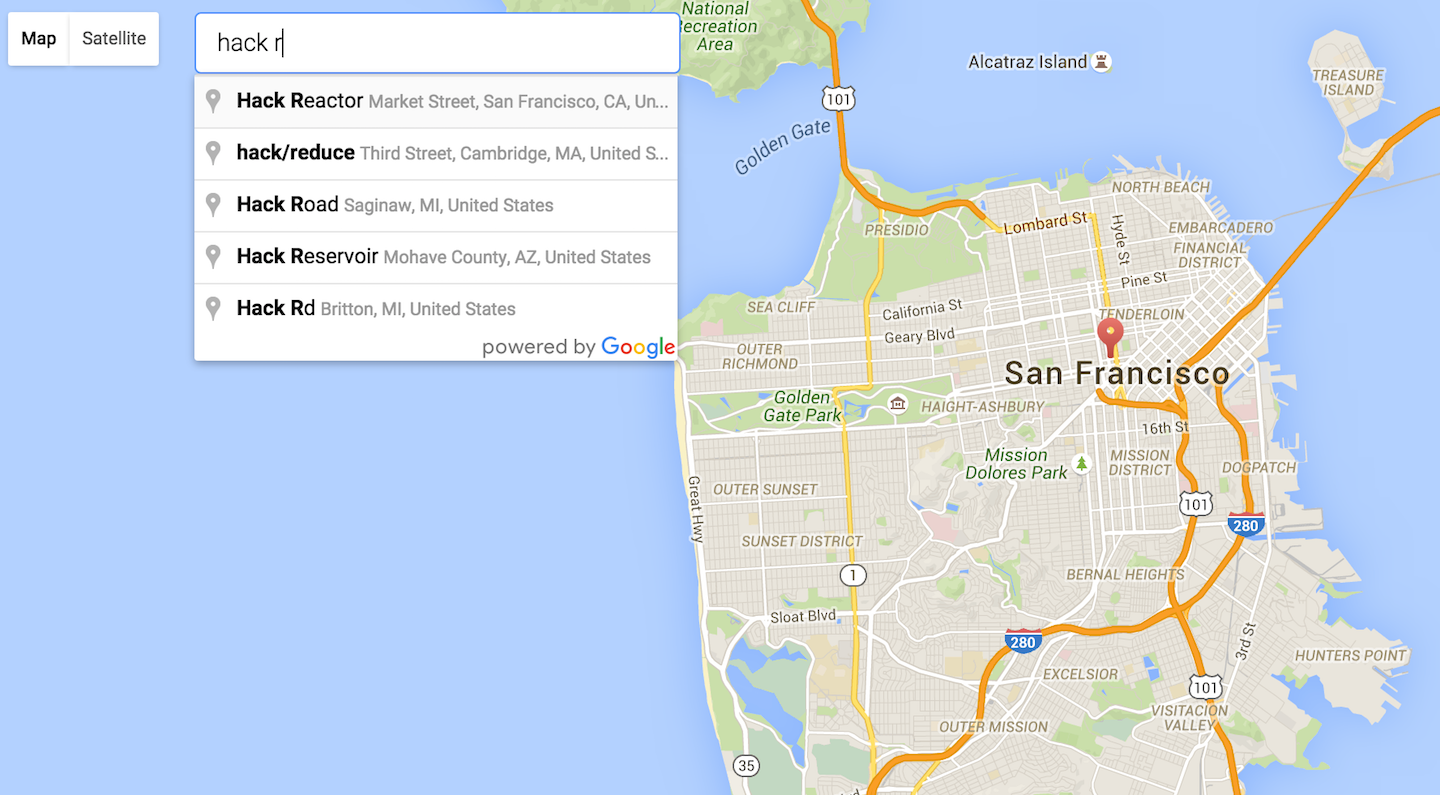 Map
Satellite
hack r
Hack Reactor Market Street, San Francisco, CA, Un...
hack/reduce Third Street, Cambridge, MA, United S...
Hack Road Saginaw, MI, United States
Hack Reservoir Mohave County, AZ, United States
Hack Rd Britton, MI, United States
powered by Google
National
Recreation
Area
Alcatraz Island
TREASURE
ISLAND
101
Golden Gate
NORTH BEACH
Lombard St
Hyde St
PRESIDIO
EMBARCADERO
FINANCIAL
DISTRICT
Pine St
SEA CLIFF
California St
TENDERLOIN
Geary Blvd
OUTER
RICHMOND
San Francisco
Golden
Gate Park
HAIGHT-ASHBURY
16th St
Mission
Dolores Park
MISSION
DISTRICT
DOGPATCH
OUTER SUNSET
Great Hwy
101
280
SUNSET DISTRICT
1
BERNAL HEIGHTS
Sloat Blvd
280
3rd St
HUNTERS POINT
EXCELSIOR
101
VISITACION
VALLEY
OUTER MISSION
35